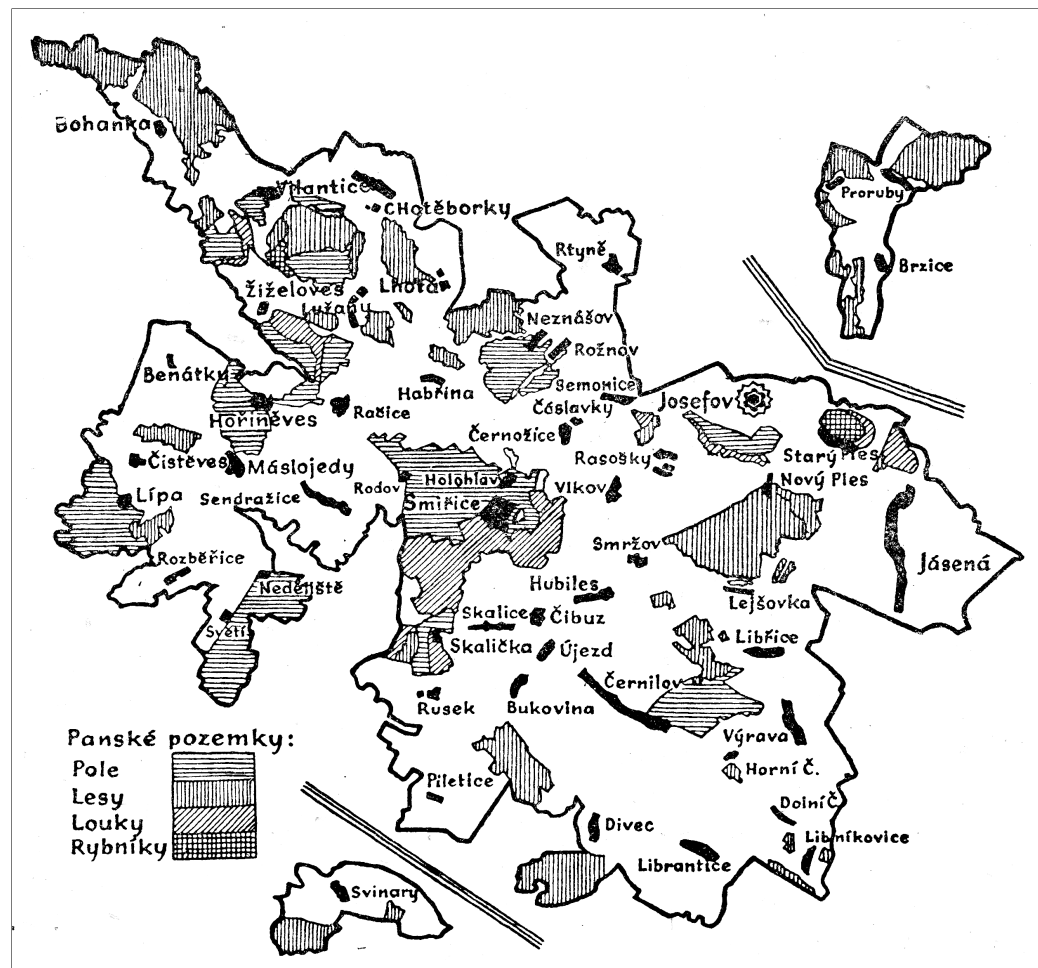 Bohanka
Vilantice
CHotěborky
Proruby
Brzice
Rtyně
Žiželoves
Lhota
Lužany
Neznášov
Rožnov
Benátky
Habřina
Semonice
Josefov
Hoříněves
Račice
Čáslavky
Černožice
Starý Ples
Čistěves
Máslojedy
Rasošky
Nový Ples
Lípa
Sendražice
Rodov
Holohlav
Smiřice
Vlkov
Rozběřice
Smržov
Jásená
Neděliště
Hubiles
Lejšovka
Světí
Skalice
Čibuz
Libřice
Skalička
Újezd
Černilov
Rusek
Bukovina
Výrava
Panské pozemky:
Pole
Lesy
Louky
Rybníky
Horní Č.
Piletice
Dolní Č.
Divec
Libníkovice
Librantice
Svinary